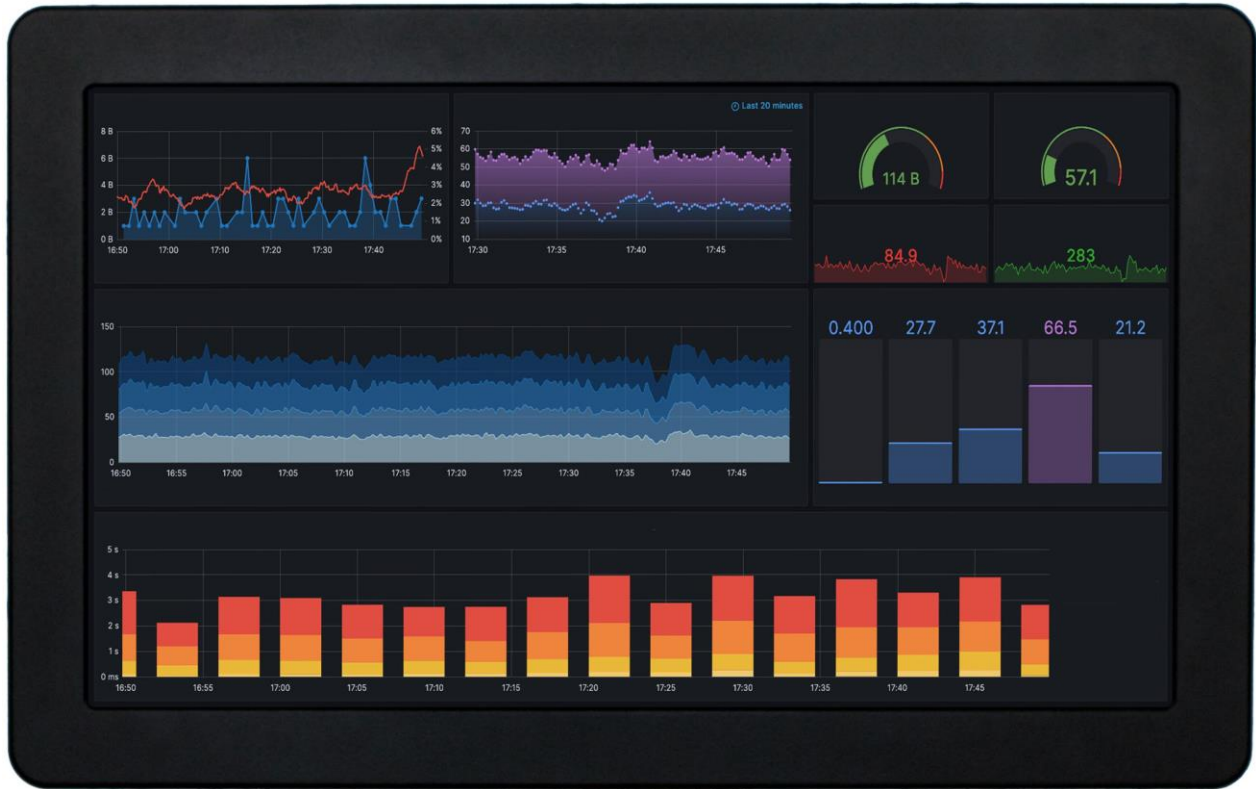 Last 20 minutes
8 B
6 B
4 B
2 B
0 B
6%
5%
4%
3%
2%
1%
0%
16:50 17:00 17:10 17:20 17:30 17:40
70
60
50
40
30
20
10
17:30 17:35 17:40 17:45
114 B
57.1
84.9
283
150
100
50
0
16:50 16:55 17:00 17:05 17:10 17:15 17:20 17:25 17:30 17:35 17:40 17:45
0.400 27.7 37.1 66.5 21.2
5 s
4 s
3 s
2 s
1 s
0 ms
16:50 16:55 17:00 17:05 17:10 17:15 17:20 17:25 17:30 17:35 17:40 17:45